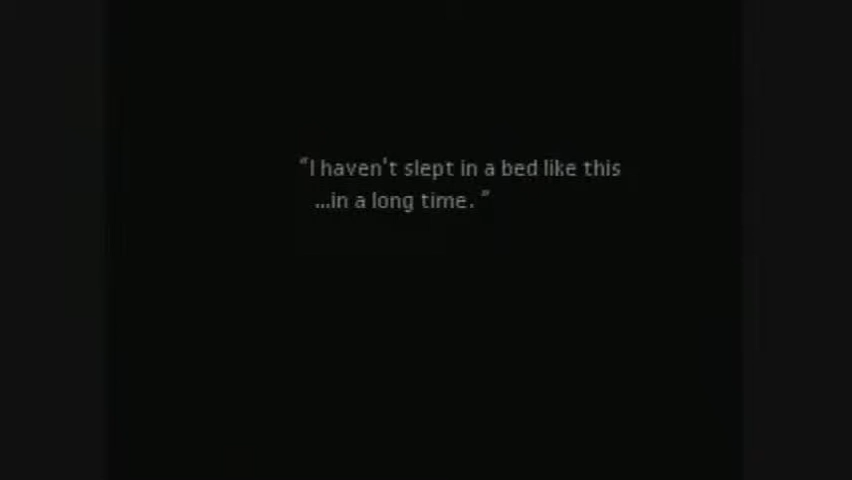 “I haven't slept in a bed like this
...in a long time. ”